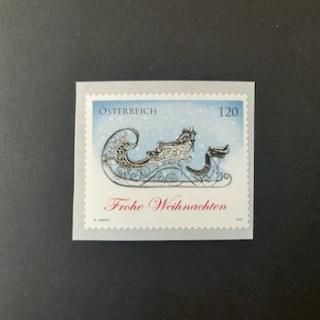 ÖSTERREICH 120
Frohe Weihnachten